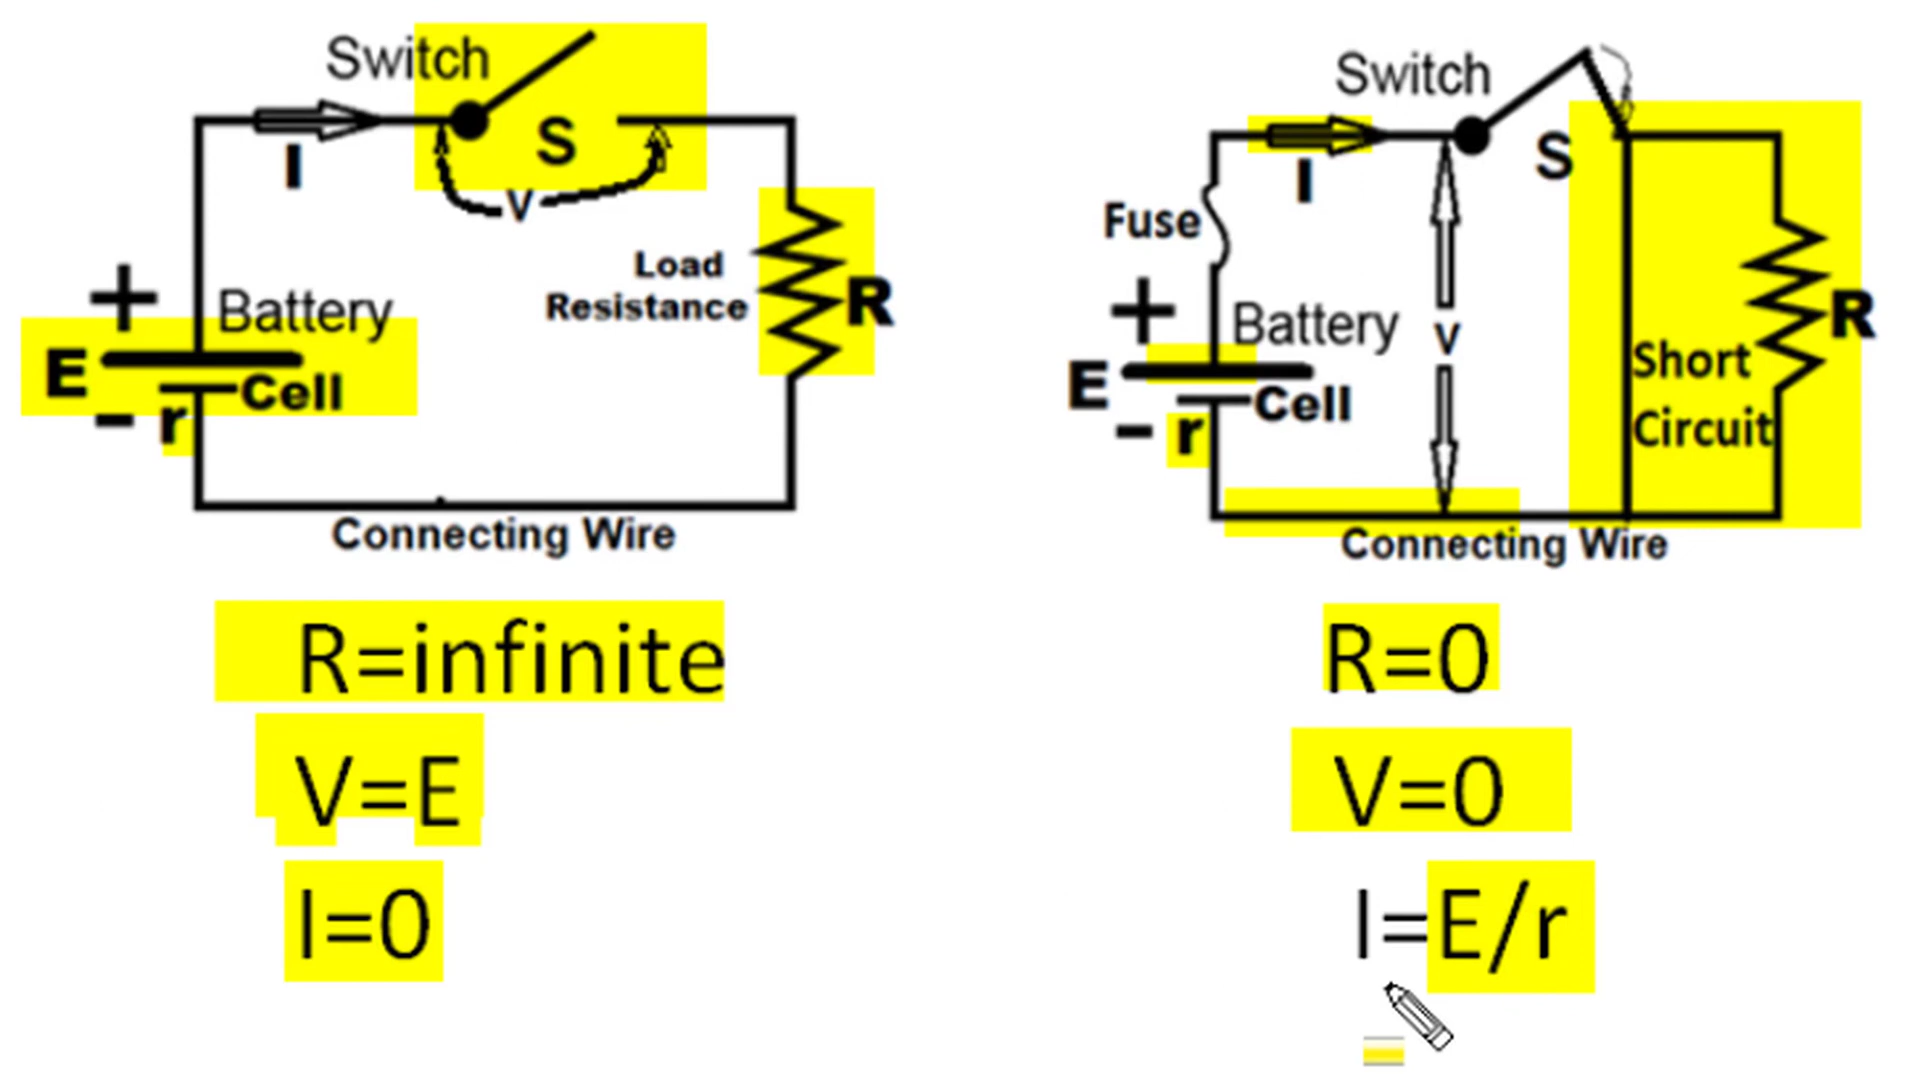 Switch
S
I
V
Load
Resistance
R
+
Battery
E
Cell
- r
Connecting Wire
R=infinite
V=E
I=0
Switch
S
I
Fuse
+
Battery
V
E
Cell
- r
Short
Circuit
R
Connecting Wire
R=0
V=0
I=E/r